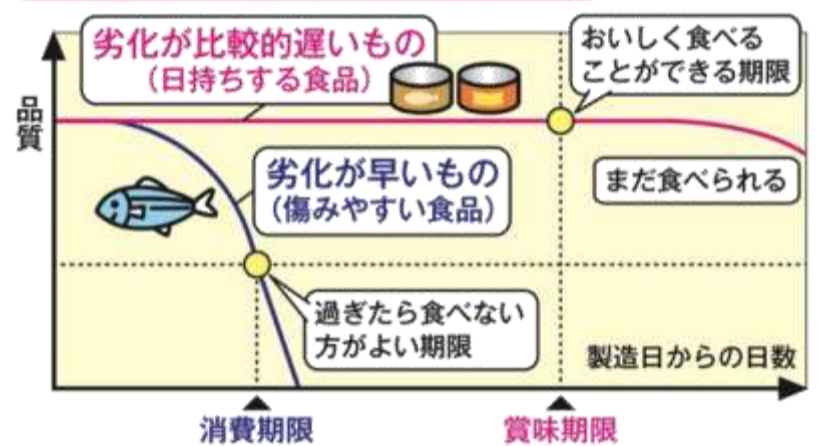 劣化が比較的遅いもの
（日持ちする食品）
おいしく食べる
ことができる期限
品質
劣化が早いもの
（傷みやすい食品）
まだ食べられる
過ぎたら食べない
方がよい期限
製造日からの日数
消費期限
賞味期限